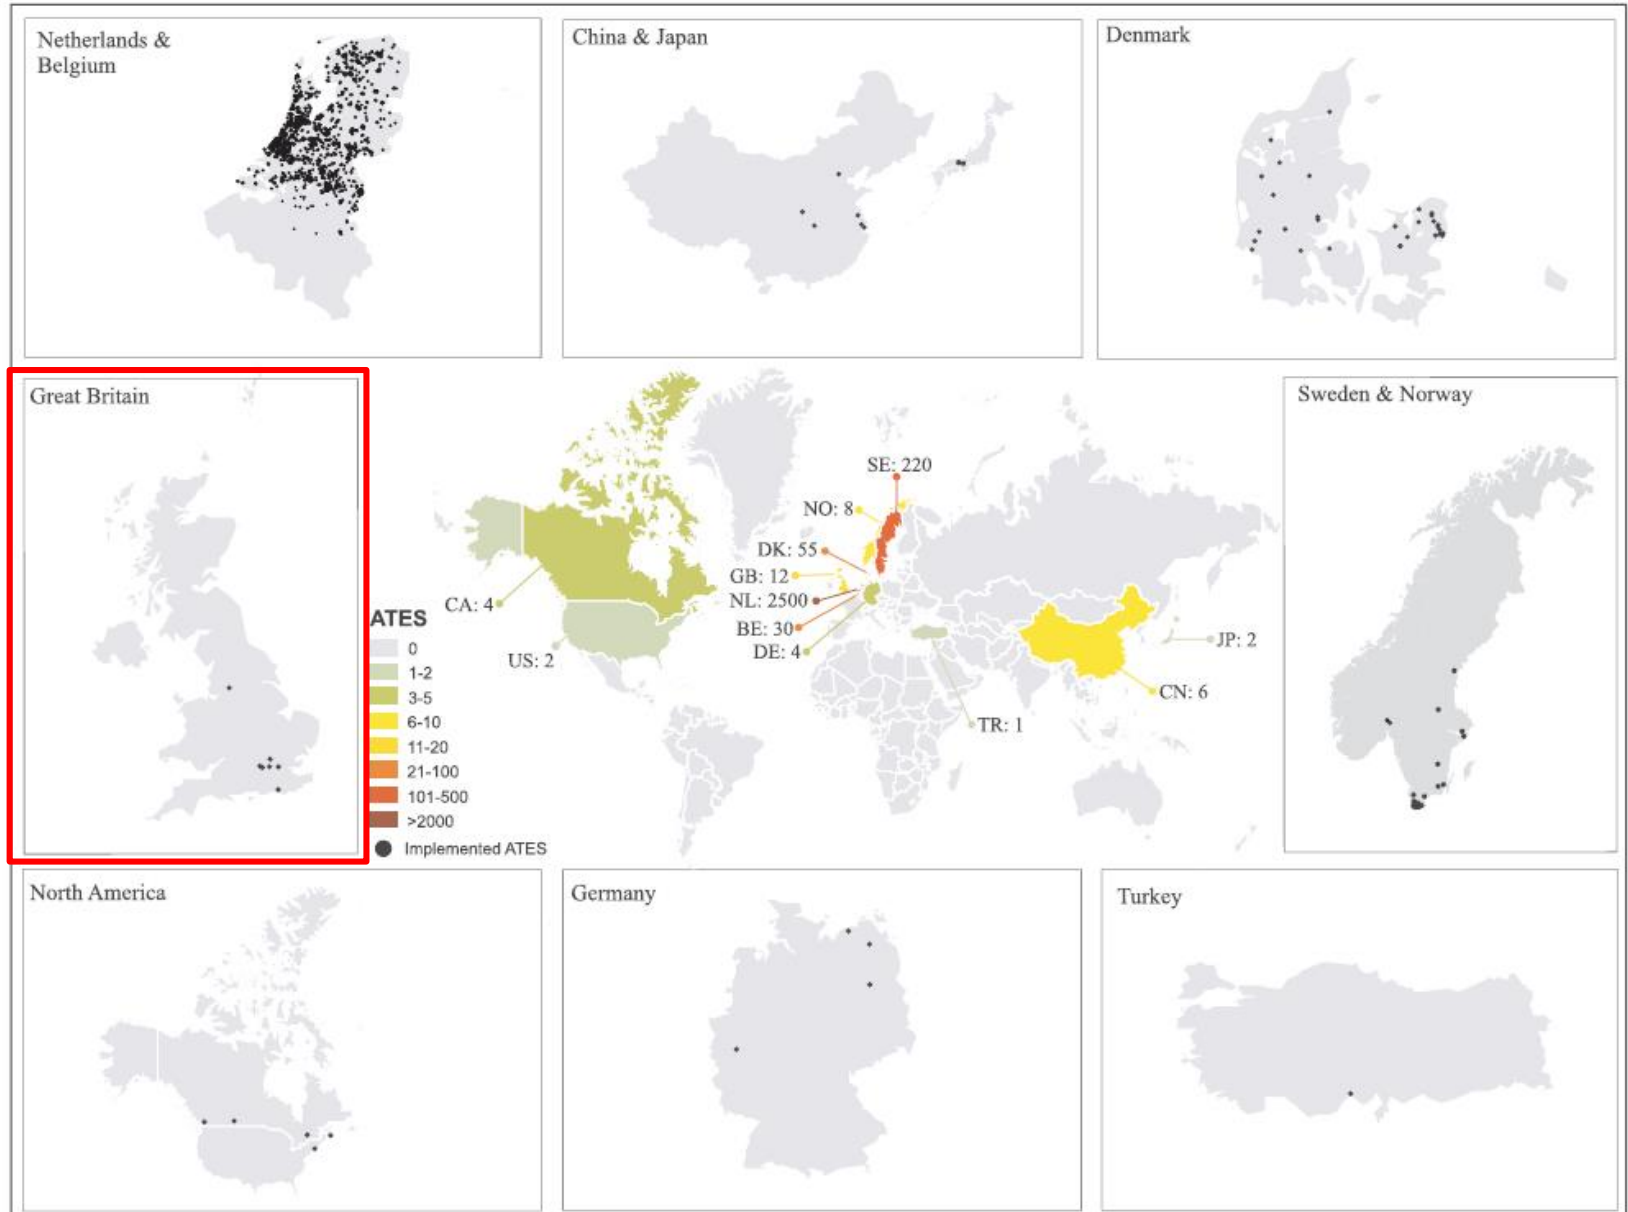 Netherlands &
Belgium
China & Japan
Denmark
Great Britain
Sweden & Norway
SE: 220
NO: 8
DK: 55
GB: 12
NL: 2500
BE: 30
DE: 4
CA: 4
US: 2
JP: 2
CN: 6
TR: 1
ATES
0
1-2
3-5
6-10
11-20
21-100
101-500
>2000
Implemented ATES
North America
Germany
Turkey